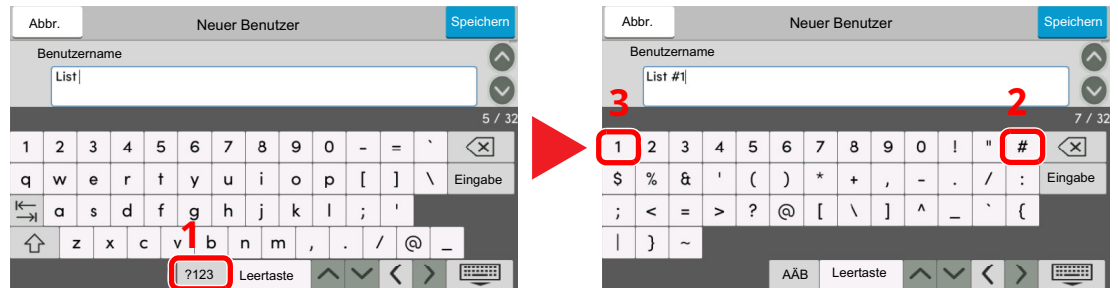 Abbr. Neuer Benutzer Speichern
Benutzername
List
5 / 32
1 2 3 4 5 6 7 8 9 0 - = `
q w e r t y u i o p [ ] \ Eingabe
a s d f g h j k l ; '
z x c v b n m , . / @ _
1
?123 Leertaste
Abbr. Neuer Benutzer Speichern
Benutzername
List #1
3 2
7 / 32
1 2 3 4 5 6 7 8 9 0 ! " #
$ % & ' ( ) * + , - . / : Eingabe
; < = > ? @ [ \ ] ^ _ ` {
| } ~
AÄB Leertaste